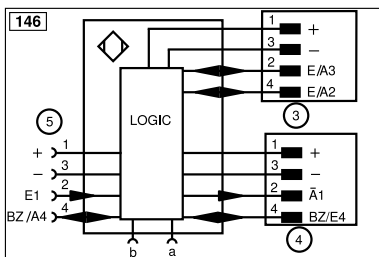 146
1 +
3 −
2 E/A3
4 E/A2
3
LOGIC
5
+ 1
− 3
E1 2
BZ/A4 4
1 +
3 −
2 Ā1
4 BZ/E4
4
b a